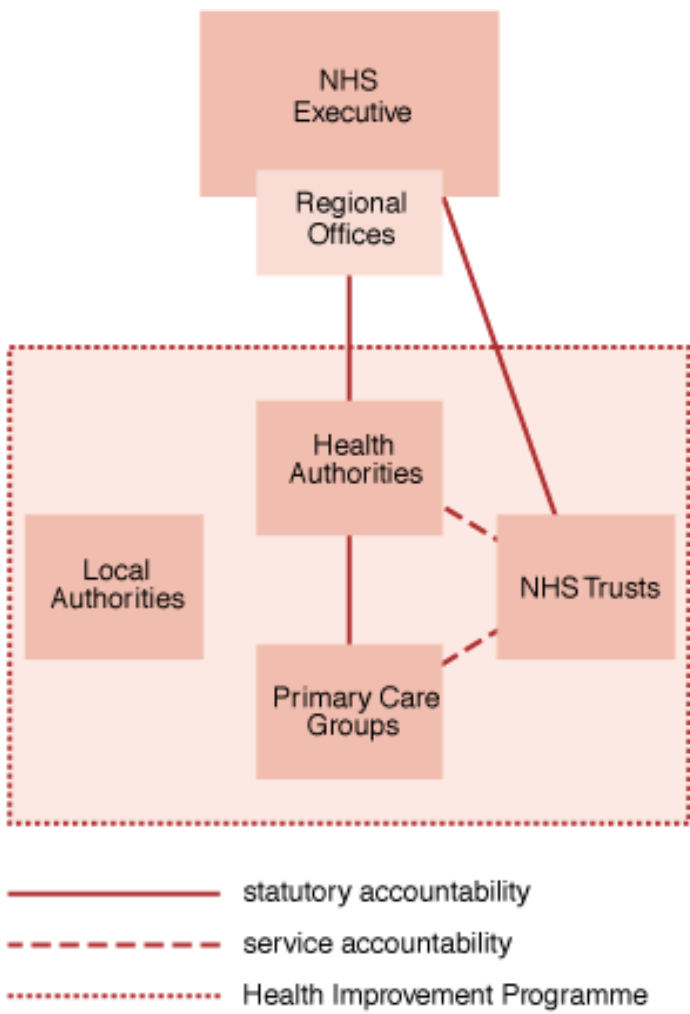 NHS
Executive
Regional
Offices
Health
Authorities
Local
Authorities
NHS Trusts
Primary Care
Groups
statutory accountability
service accountability
Health Improvement Programme